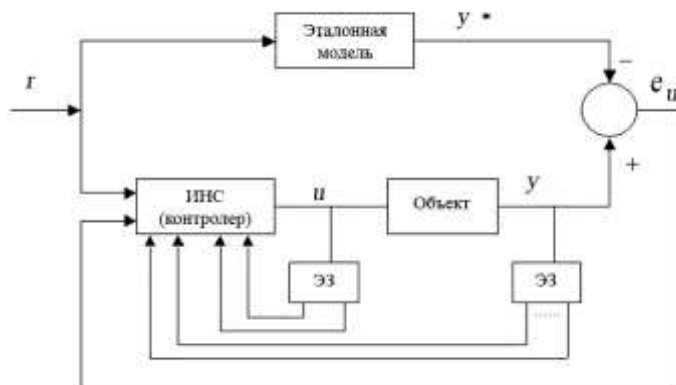 Эталонная
модель
y *
r
−
e u
+
ИНС
(контролер)
u
Объект
y
ЭЗ
ЭЗ
......